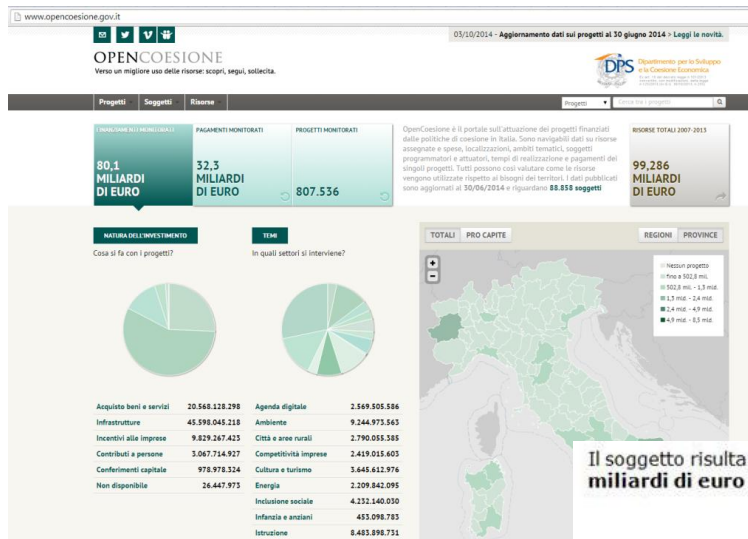 www.opencoesione.gov.it
03/10/2014 - Aggiornamento dati sui progetti al 30 giugno 2014 > Leggi le novità.
OPENCOESIONE
Verso un migliore uso delle risorse: scopri, segui, sollecita.
DPS Dipartimento per lo Sviluppo
e la Coesione Economica
Progetti Soggetti Risorse
Progetti Cerca tra i progetti
FINANZIAMENTI MONITORATI
80,1
MILIARDI
DI EURO
PAGAMENTI MONITORATI
32,3
MILIARDI
DI EURO
PROGETTI MONITORATI
807.536
OpenCoesione è il portale sull'attuazione dei progetti finanziati
dalle politiche di coesione in Italia. Sono navigabili dati su risorse
assegnate e spese, localizzazioni, ambiti tematici, soggetti
programmatori e attuatori, tempi di realizzazione e pagamenti dei
singoli progetti. Tutti possono così valutare come le risorse
vengono utilizzate rispetto ai bisogni dei territori. I dati pubblicati
sono aggiornati al 30/06/2014 e riguardano 88.858 soggetti
RISORSE TOTALI 2007-2013
99,286
MILIARDI
DI EURO
NATURA DELL'INVESTIMENTO
Cosa si fa con i progetti?
TEMI
In quali settori si interviene?
Acquisto beni e servizi 20.568.128.298
Infrastrutture 45.598.045.218
Incentivi alle imprese 9.829.267.423
Contributi a persone 3.067.714.927
Conferimenti capitale 978.978.324
Non disponibile 26.447.973
Agenda digitale 2.569.505.586
Ambiente 9.244.973.563
Città e aree rurali 2.790.055.385
Competitività imprese 2.419.015.603
Cultura e turismo 3.645.612.976
Energia 2.209.842.095
Inclusione sociale 4.232.140.030
Infanzia e anziani 453.098.783
Istruzione 8.483.898.731
TOTALI PRO CAPITE
REGIONI PROVINCE
+
-
Nessun progetto
fino a 502,8 mil.
502,8 mil. - 1,3 mld.
1,3 mld. - 2,4 mld.
2,4 mld. - 4,9 mld.
4,9 mld. - 8,5 mld.
Il soggetto risulta
miliardi di euro